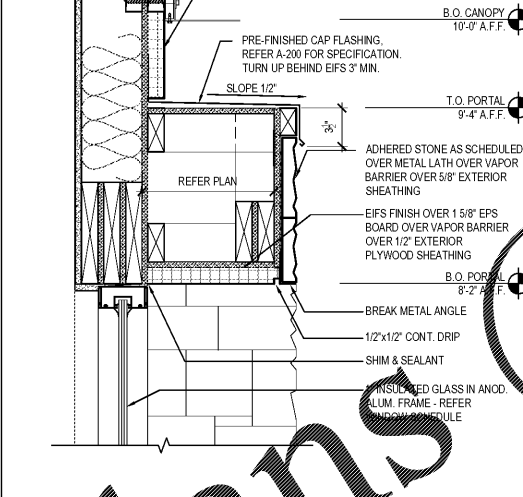 B.O. CANOPY
10'-0" A.F.F.
PRE-FINISHED CAP FLASHING,
REFER A-200 FOR SPECIFICATION.
TURN UP BEHIND EIFS 3" MIN.
SLOPE 1/2"
T.O. PORTAL
9'-4" A.F.F.
3½"
ADHERED STONE AS SCHEDULED
OVER METAL LATH OVER VAPOR
BARRIER OVER 5/8" EXTERIOR
SHEATHING
REFER PLAN
EIFS FINISH OVER 1 5/8" EPS
BOARD OVER VAPOR BARRIER
OVER 1/2" EXTERIOR
PLYWOOD SHEATHING
B.O. PORTAL
8'-2" A.F.F.
BREAK METAL ANGLE
1/2"x1/2" CONT. DRIP
SHIM & SEALANT
INSULATED GLASS IN ANOD.
ALUM. FRAME - REFER
WINDOW SCHEDULE
ons